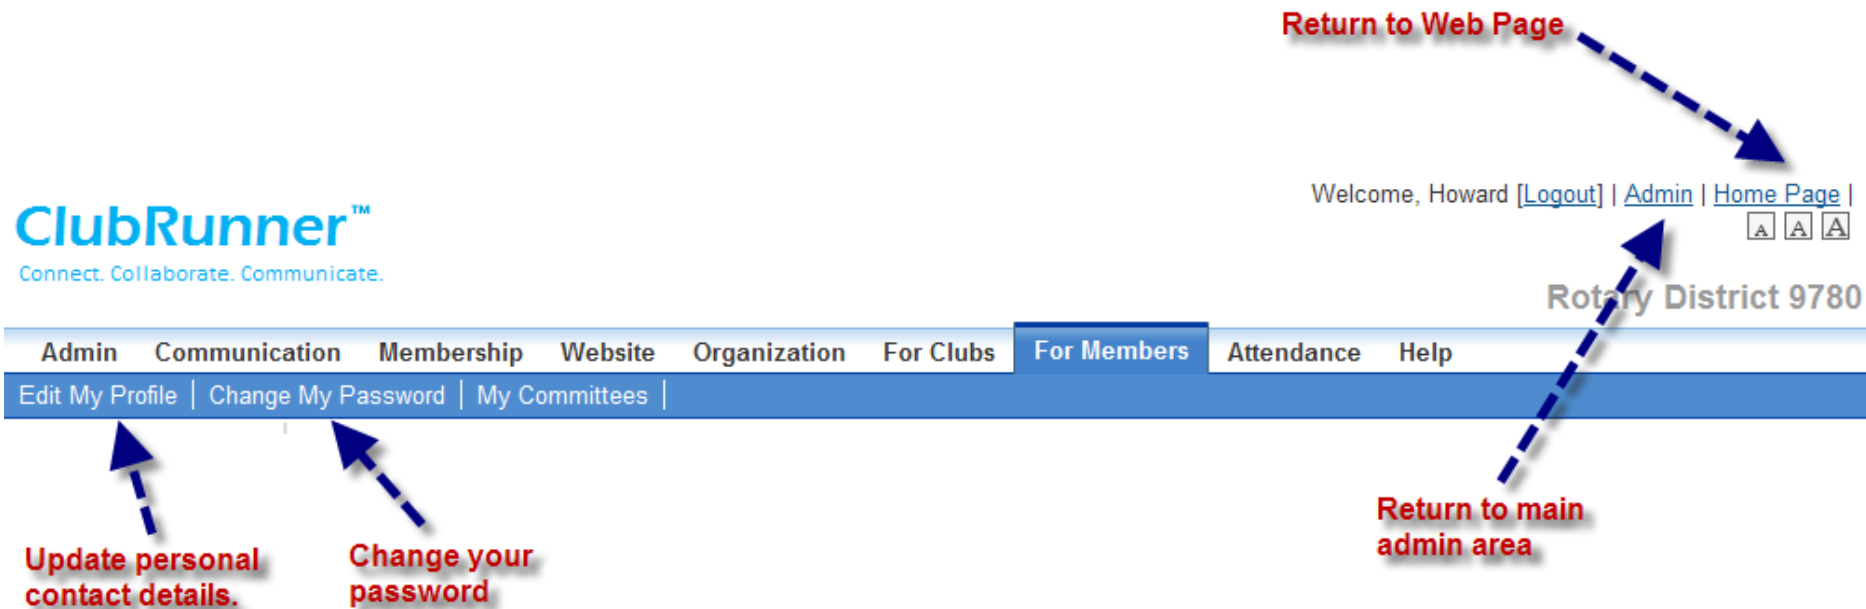 Return to Web Page
Welcome, Howard [Logout] | Admin | Home Page |
A A A
ClubRunner™
Connect. Collaborate. Communicate.
Rotary District 9780
Admin Communication Membership Website Organization For Clubs For Members Attendance Help
Edit My Profile | Change My Password | My Committees |
Return to main
admin area
Update personal
contact details.
Change your
password